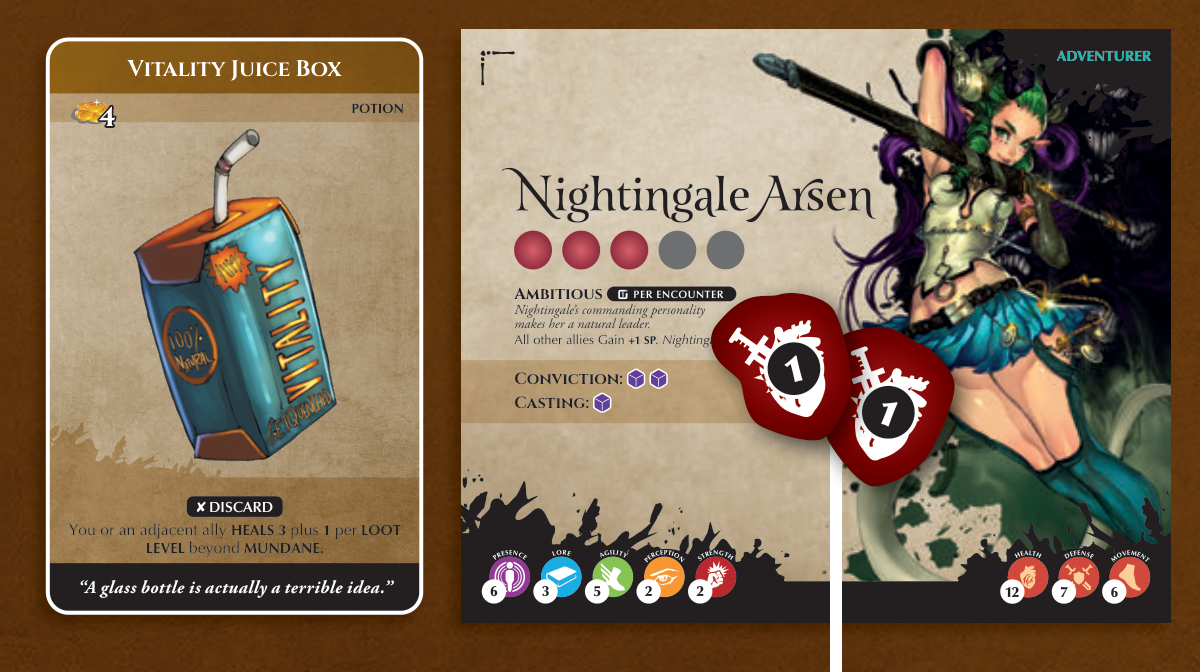 VITALITY JUICE BOX
4
POTION
100%
100%
NATURAL
VITALITY
✘ DISCARD
You or an adjacent ally HEALS 3 plus 1 per LOOT
LEVEL beyond MUNDANE.
“A glass bottle is actually a terrible idea.”
ADVENTURER
Nightingale Arsen
AMBITIOUS PER ENCOUNTER
Nightingale's commanding personality
makes her a natural leader.
All other allies Gain +1 SP.
CONVICTION:
CASTING:
1
1
PRESENCE LORE AGILITY PERCEPTION STRENGTH HEALTH DEFENSE MOVEMENT
6 3 5 2 2 12 7 6